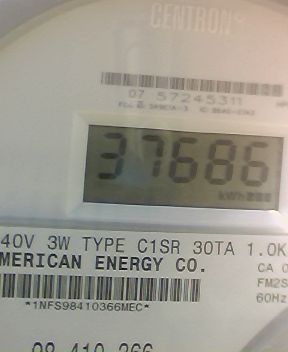 CENTRON
07 57245311
37686
kWh
40V 3W TYPE C1SR 30TA 1.0K
MERICAN ENERGY CO.
CA 0
FM2S
60Hz
*1NFS98410366MEC*
98 410 366